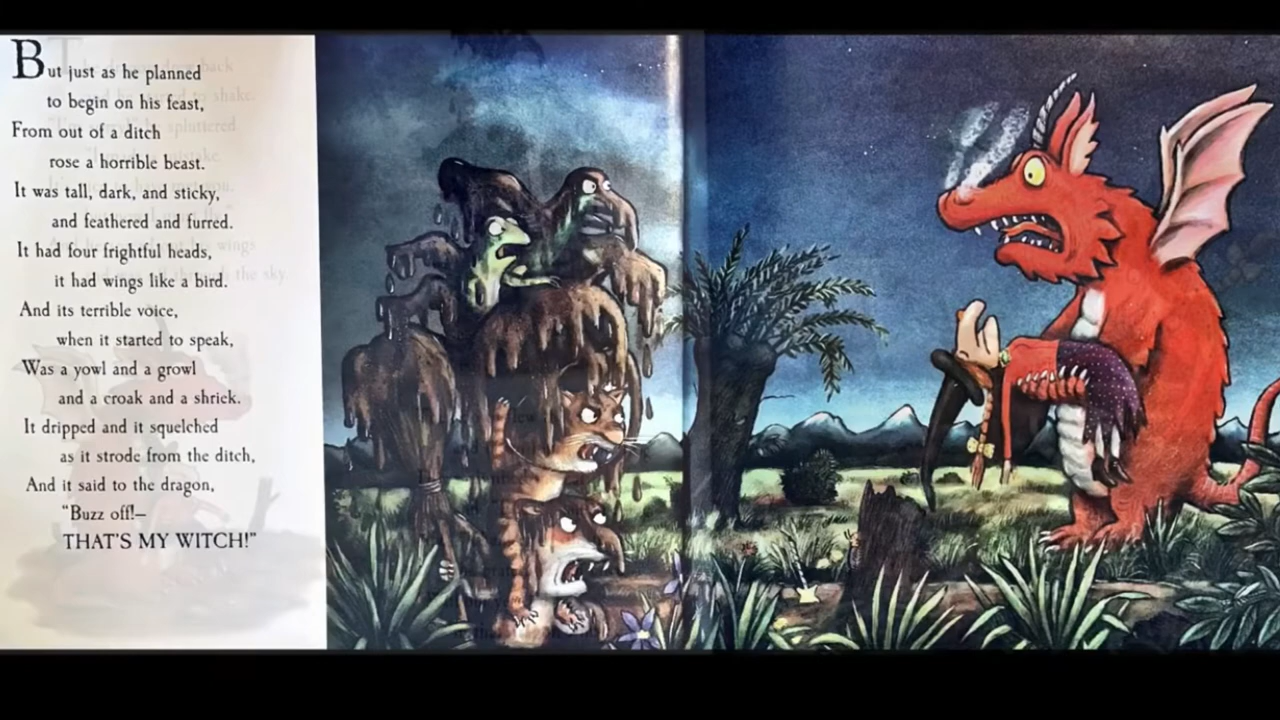 But just as he planned
to begin on his feast,
From out of a ditch
rose a horrible beast.
It was tall, dark, and sticky,
and feathered and furred.
It had four frightful heads,
it had wings like a bird.
And its terrible voice,
when it started to speak,
Was a yowl and a growl
and a croak and a shrick.
It dripped and it squelched
as it strode from the ditch,
And it said to the dragon,
"Buzz off!—
THAT'S MY WITCH!"